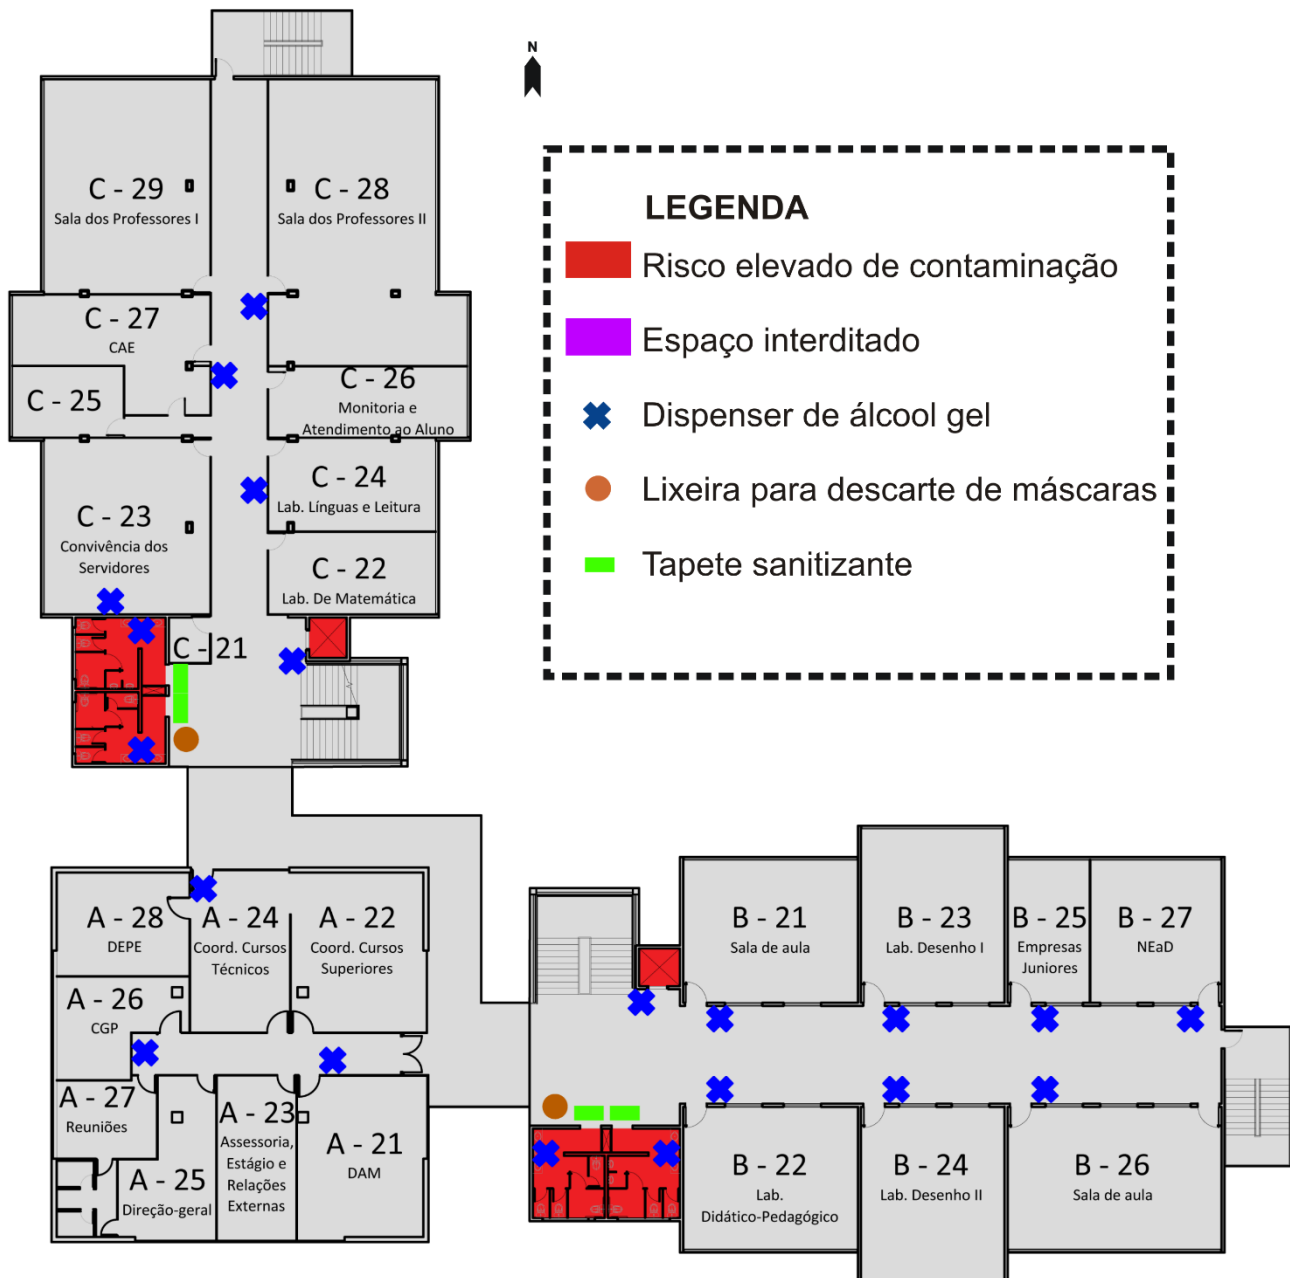 N
LEGENDA
Risco elevado de contaminação
Espaço interditado
Dispenser de álcool gel
Lixeira para descarte de máscaras
Tapete sanitizante
C - 29
Sala dos Professores I
C - 28
Sala dos Professores II
C - 27
CAE
C - 25
C - 26
Monitoria e
Atendimento ao Aluno
C - 24
Lab. Línguas e Leitura
C - 23
Convivência dos
Servidores
C - 22
Lab. De Matemática
C - 21
A - 28
DEPE
A - 24
Coord. Cursos
Técnicos
A - 22
Coord. Cursos
Superiores
A - 26
CGP
A - 27
Reuniões
A - 25
Direção-geral
A - 23
Assessoria,
Estágio e
Relações
Externas
A - 21
DAM
B - 21
Sala de aula
B - 23
Lab. Desenho I
B - 25
Empresas
Juniores
B - 27
NEaD
B - 22
Lab.
Didático-Pedagógico
B - 24
Lab. Desenho II
B - 26
Sala de aula